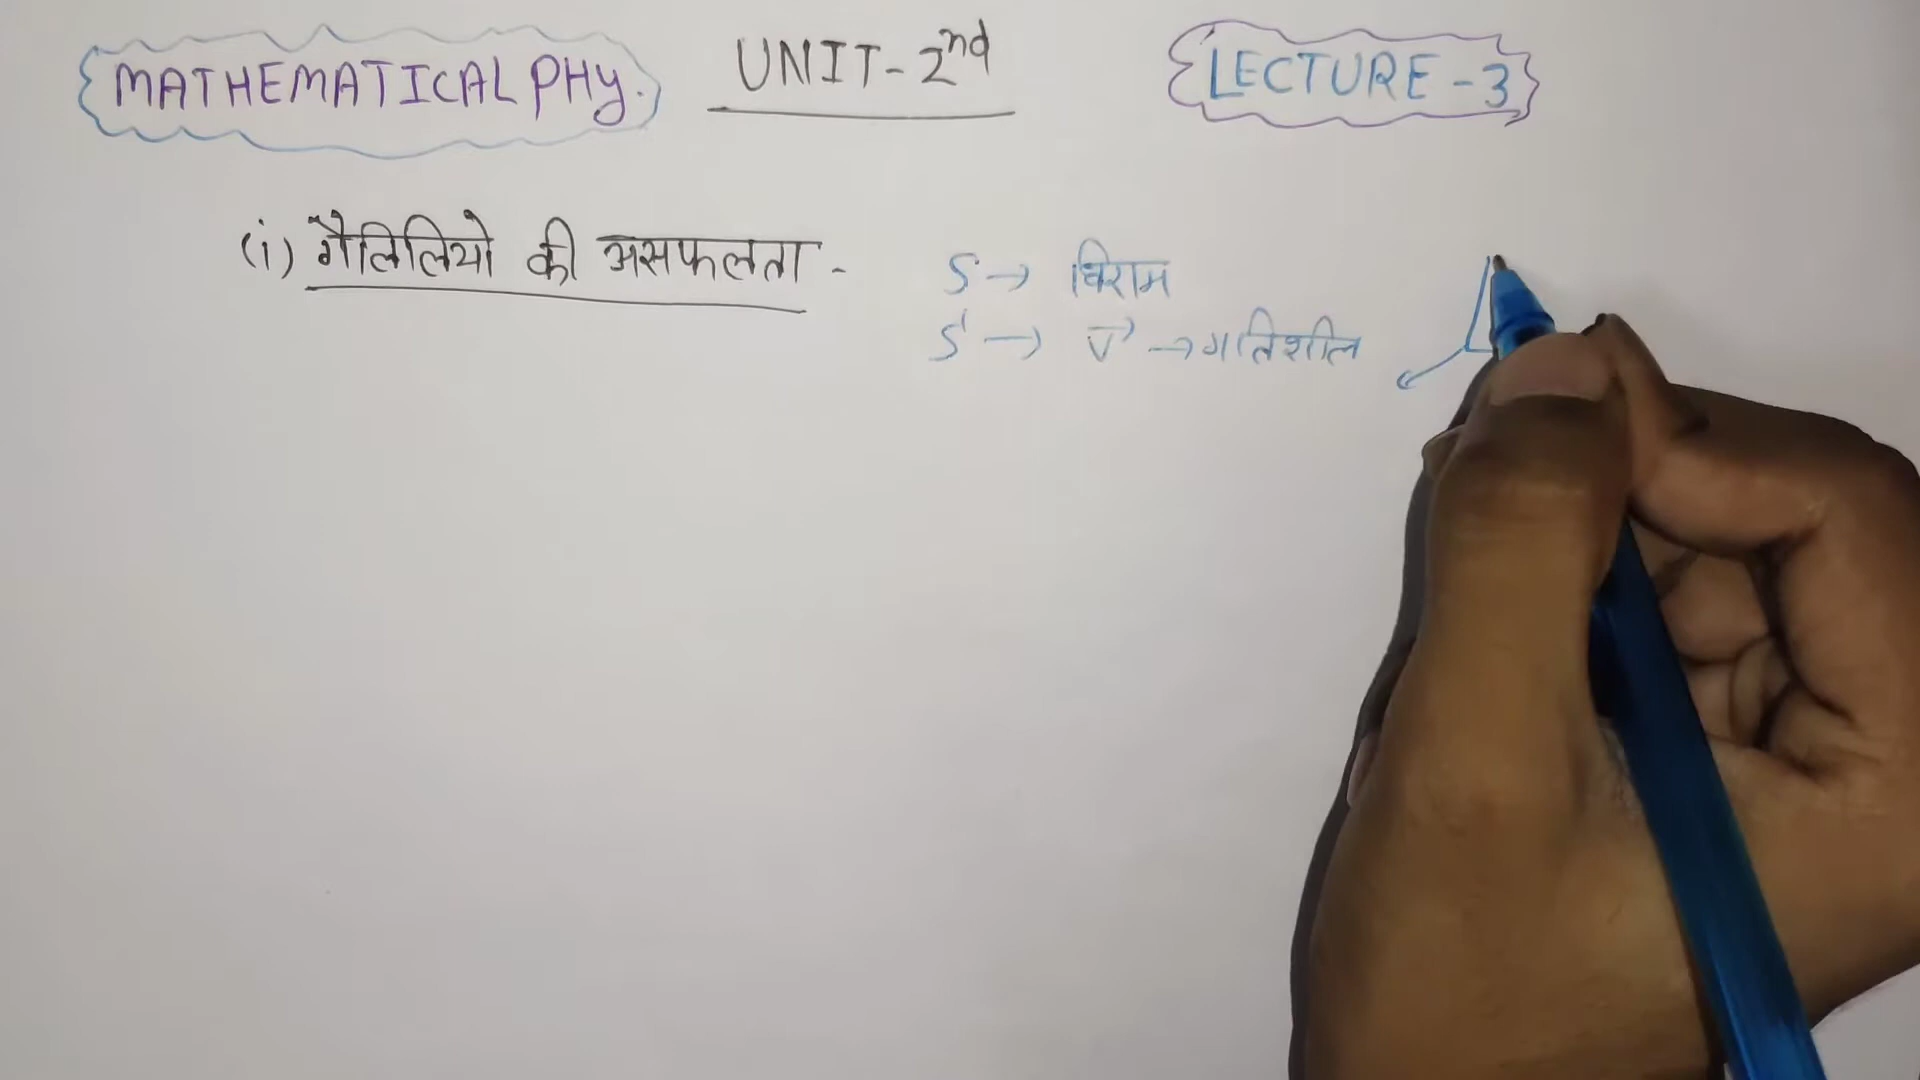 MATHEMATICAL PHY. UNIT-2nd LECTURE-3
(i) गैलिलियो की असफलता -
S → विराम
S' → v⃗ → गतिशील